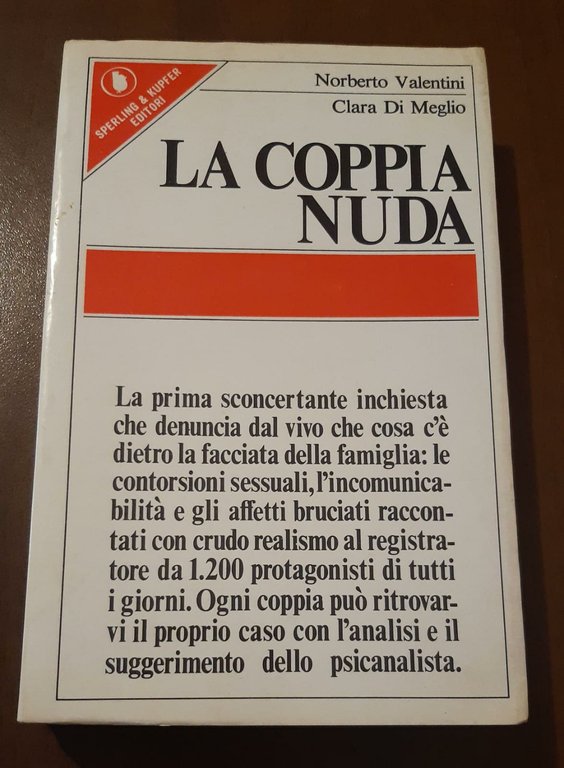 SPERLING & KUPFER
EDITORI
Norberto Valentini
Clara Di Meglio
LA COPPIA
NUDA
La prima sconcertante inchiesta
che denuncia dal vivo che cosa c'è
dietro la facciata della famiglia: le
contorsioni sessuali, l'incomunica-
bilità e gli affetti bruciati raccon-
tati con crudo realismo al registra-
tore da 1.200 protagonisti di tutti
i giorni. Ogni coppia può ritrovar-
vi il proprio caso con l'analisi e il
suggerimento dello psicanalista.